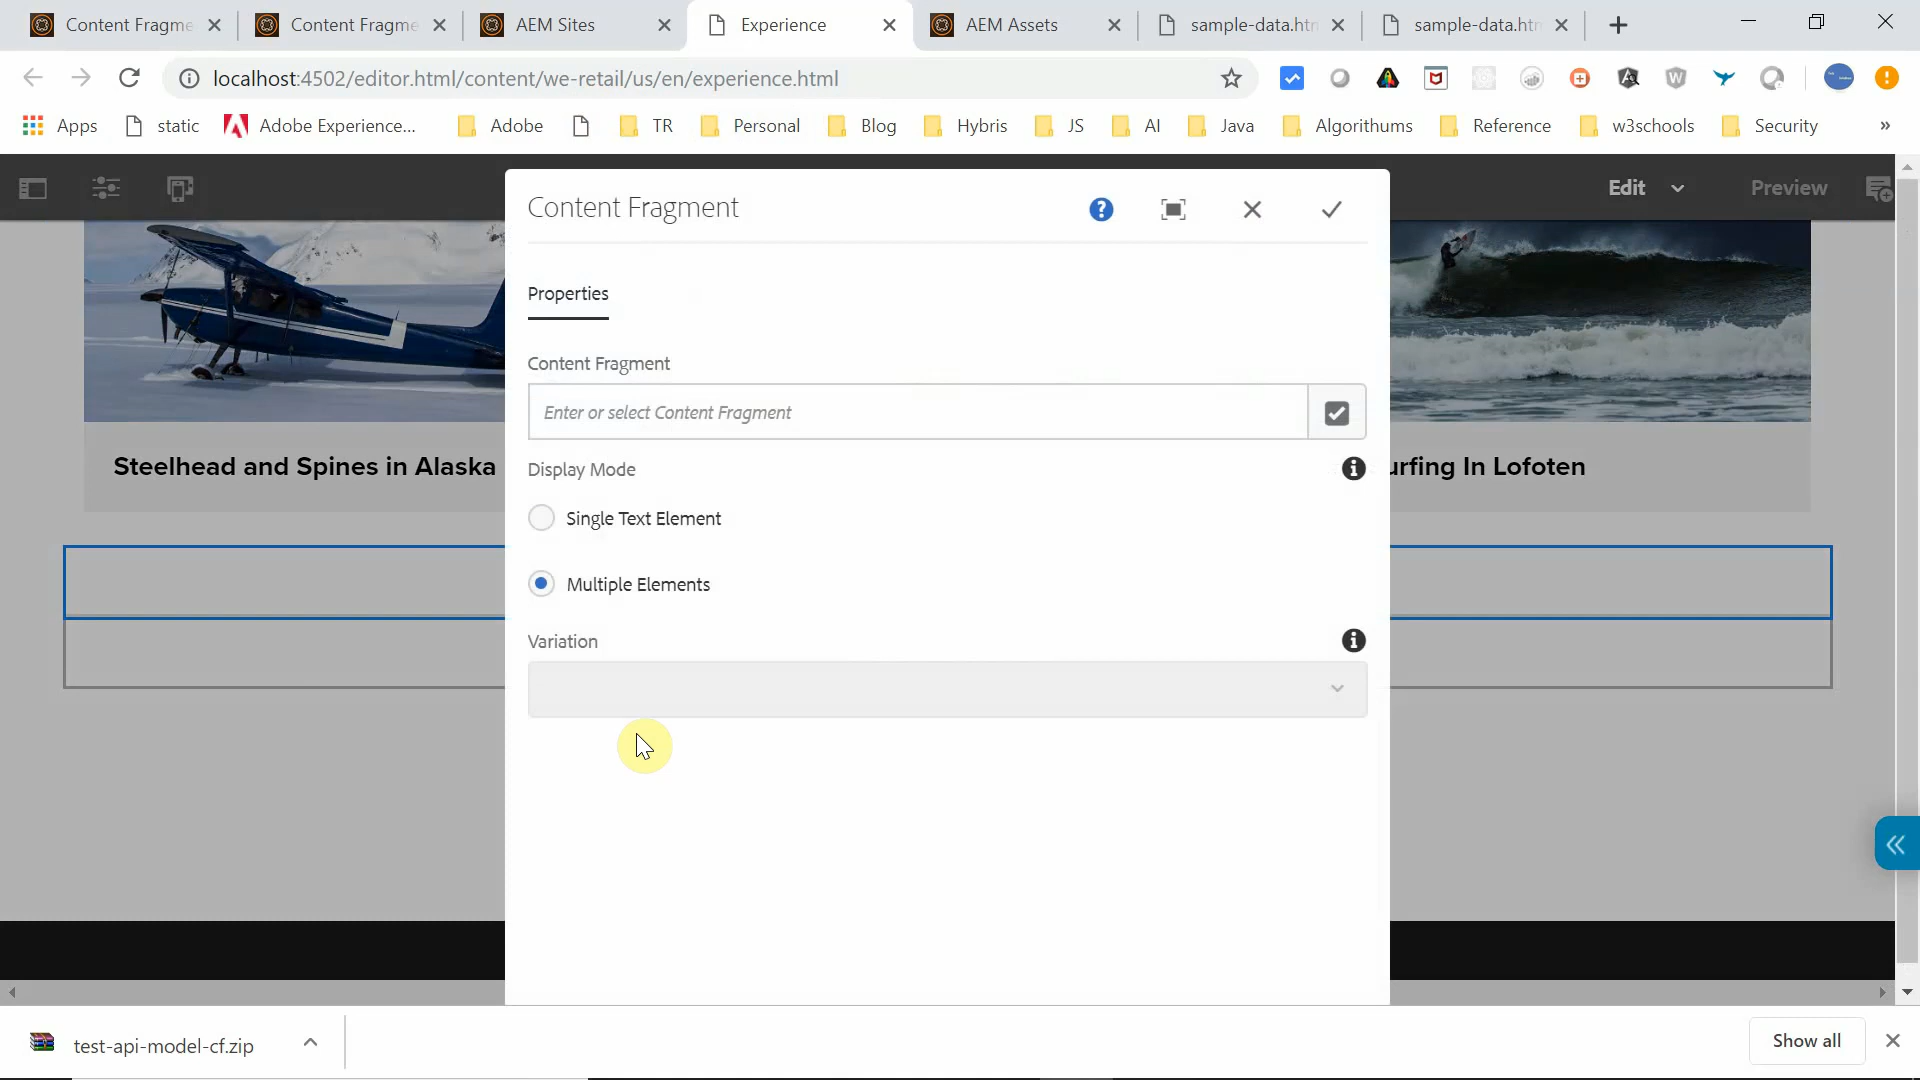 Content Fragme
Content Fragme
AEM Sites
Experience
AEM Assets
sample-data.htm
sample-data.htm
localhost:4502/editor.html/content/we-retail/us/en/experience.html
Apps
static
Adobe Experience...
Adobe
TR
Personal
Blog
Hybris
JS
AI
Java
Algorithums
Reference
w3schools
Security
»
Edit
Preview
Content Fragment
Properties
Content Fragment
Enter or select Content Fragment
Display Mode
Single Text Element
Multiple Elements
Variation
Steelhead and Spines in Alaska
urfing In Lofoten
test-api-model-cf.zip
Show all